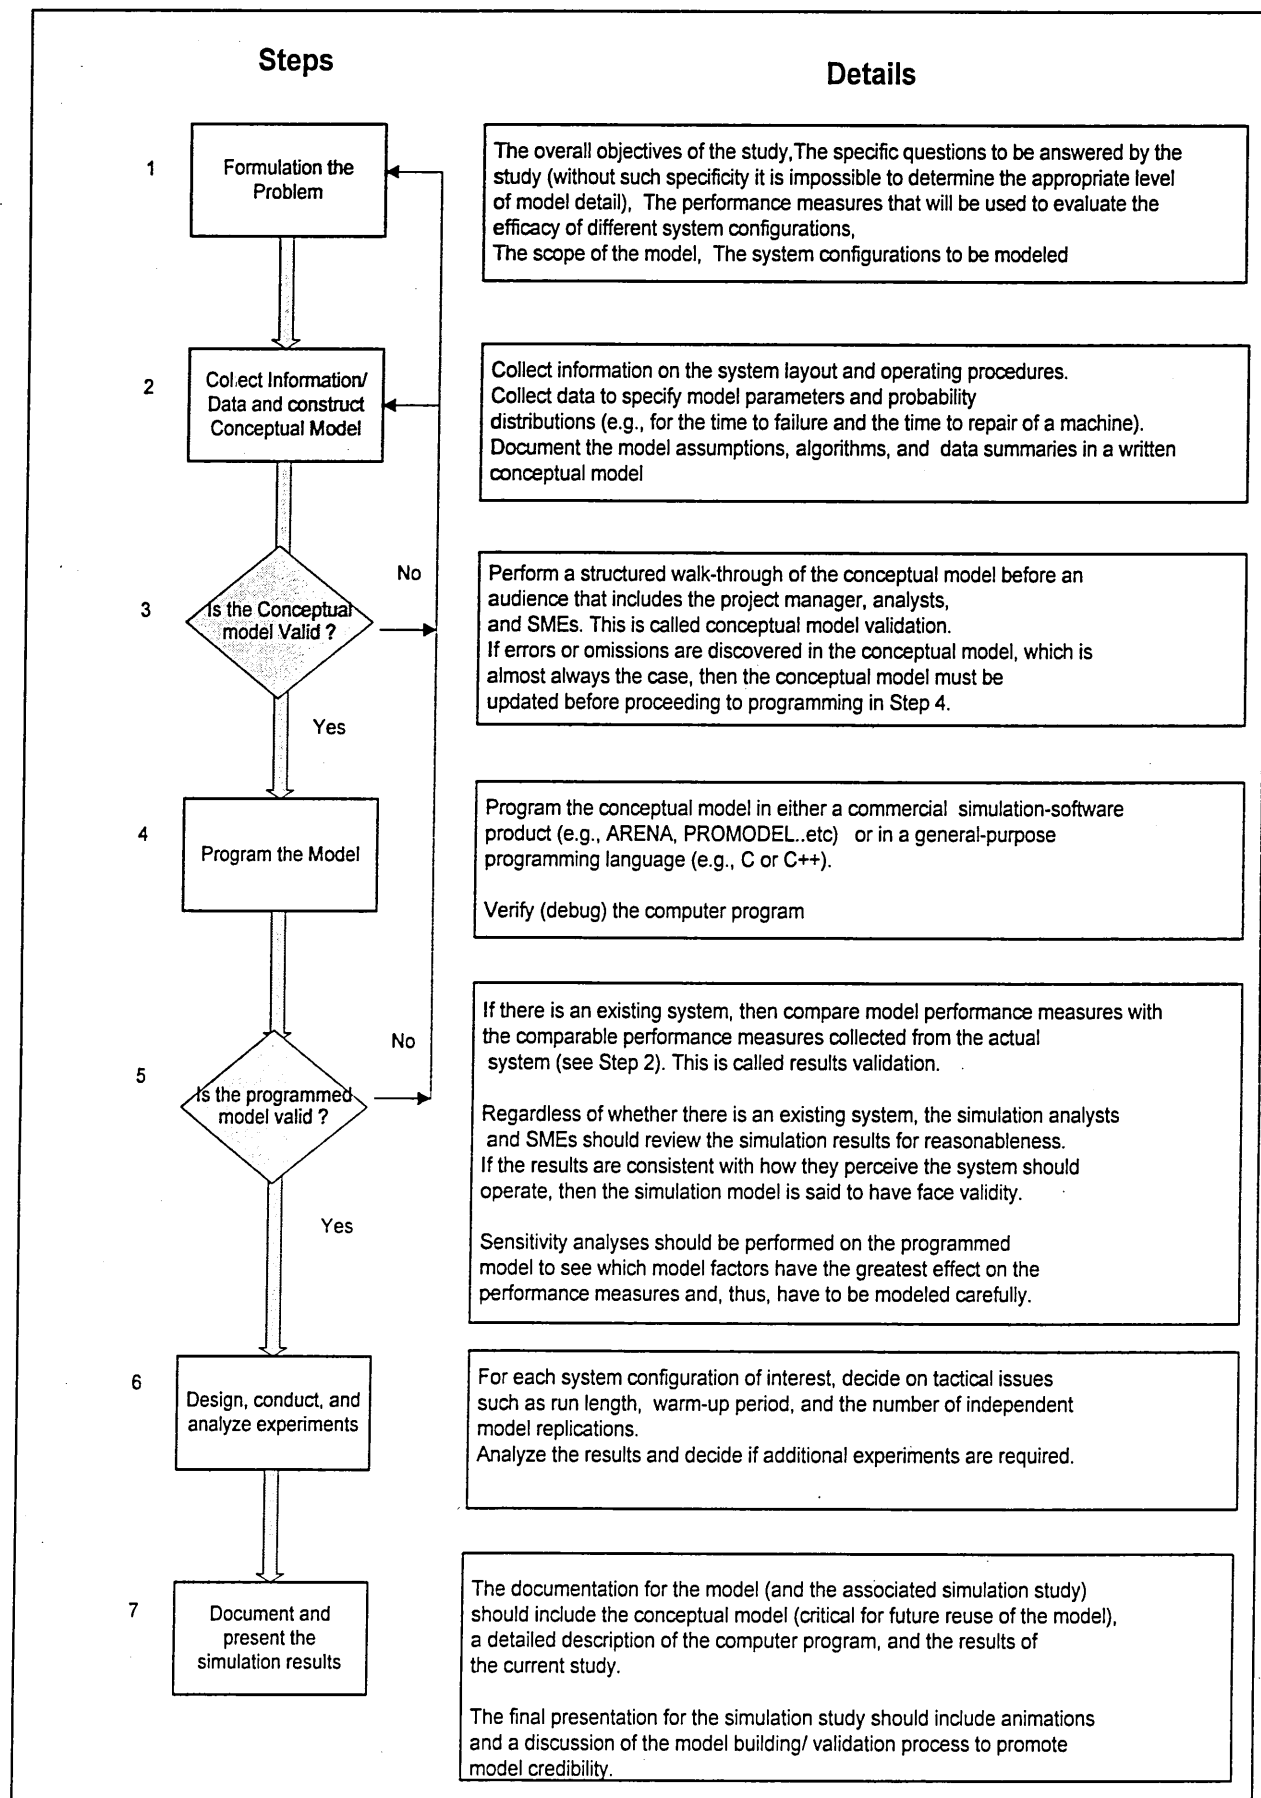 Steps
Details
1
Formulation the
Problem
The overall objectives of the study,The specific questions to be answered by the
study (without such specificity it is impossible to determine the appropriate level
of model detail), The performance measures that will be used to evaluate the
efficacy of different system configurations,
The scope of the model, The system configurations to be modeled
2
Collect Information/
Data and construct
Conceptual Model
Collect information on the system layout and operating procedures.
Collect data to specify model parameters and probability
distributions (e.g., for the time to failure and the time to repair of a machine).
Document the model assumptions, algorithms, and data summaries in a written
conceptual model
3
Is the Conceptual
model Valid ?
No
Yes
Perform a structured walk-through of the conceptual model before an
audience that includes the project manager, analysts,
and SMEs. This is called conceptual model validation.
If errors or omissions are discovered in the conceptual model, which is
almost always the case, then the conceptual model must be
updated before proceeding to programming in Step 4.
4
Program the Model
Program the conceptual model in either a commercial simulation-software
product (e.g., ARENA, PROMODEL..etc) or in a general-purpose
programming language (e.g., C or C++).
Verify (debug) the computer program
5
Is the programmed
model valid ?
No
Yes
If there is an existing system, then compare model performance measures with
the comparable performance measures collected from the actual
system (see Step 2). This is called results validation.
Regardless of whether there is an existing system, the simulation analysts
and SMEs should review the simulation results for reasonableness.
If the results are consistent with how they perceive the system should
operate, then the simulation model is said to have face validity.
Sensitivity analyses should be performed on the programmed
model to see which model factors have the greatest effect on the
performance measures and, thus, have to be modeled carefully.
6
Design, conduct, and
analyze experiments
For each system configuration of interest, decide on tactical issues
such as run length, warm-up period, and the number of independent
model replications.
Analyze the results and decide if additional experiments are required.
7
Document and
present the
simulation results
The documentation for the model (and the associated simulation study)
should include the conceptual model (critical for future reuse of the model),
a detailed description of the computer program, and the results of
the current study.
The final presentation for the simulation study should include animations
and a discussion of the model building/ validation process to promote
model credibility.